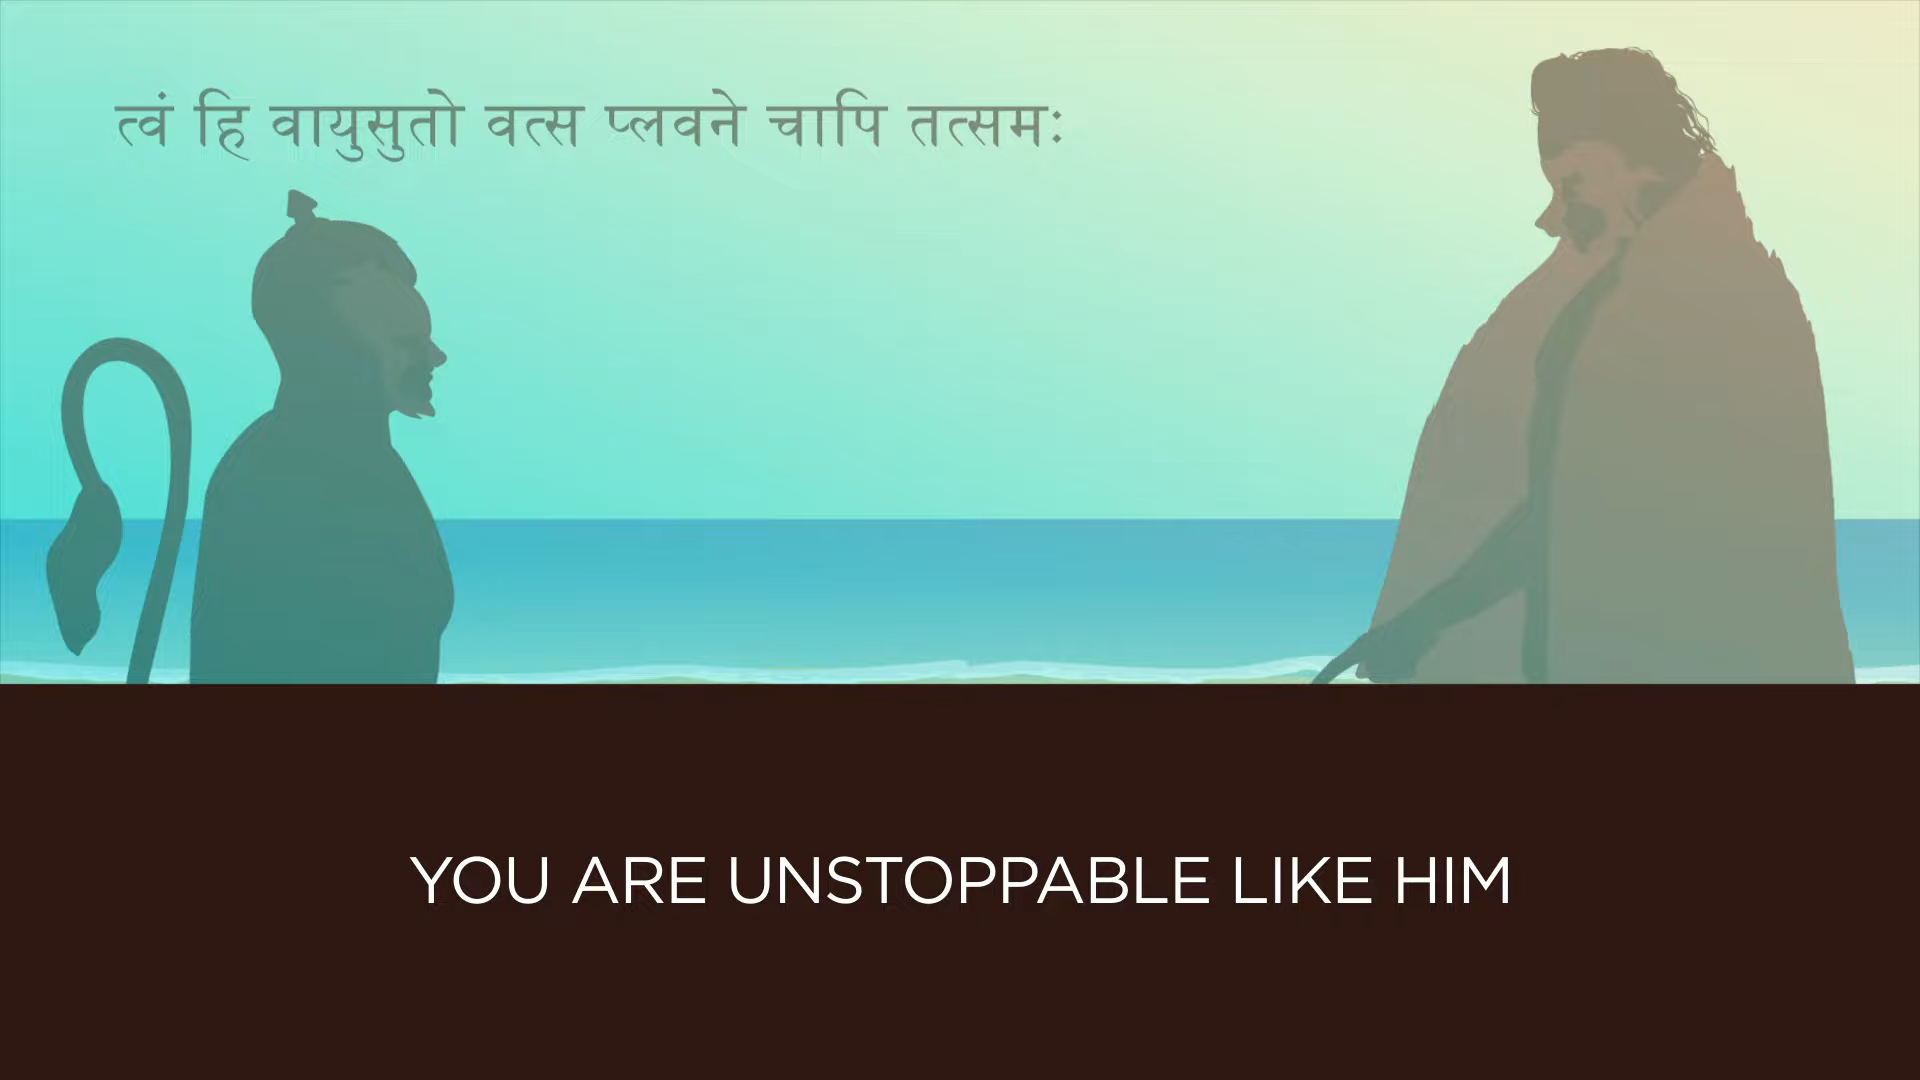 त्वं हि वायुसुतो वत्स प्लवने चापि तत्समः
YOU ARE UNSTOPPABLE LIKE HIM